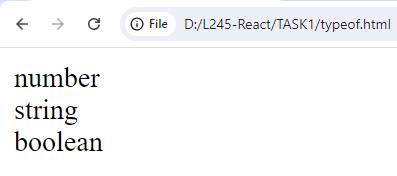 File D:/L245-React/TASK1/typeof.html
number
string
boolean